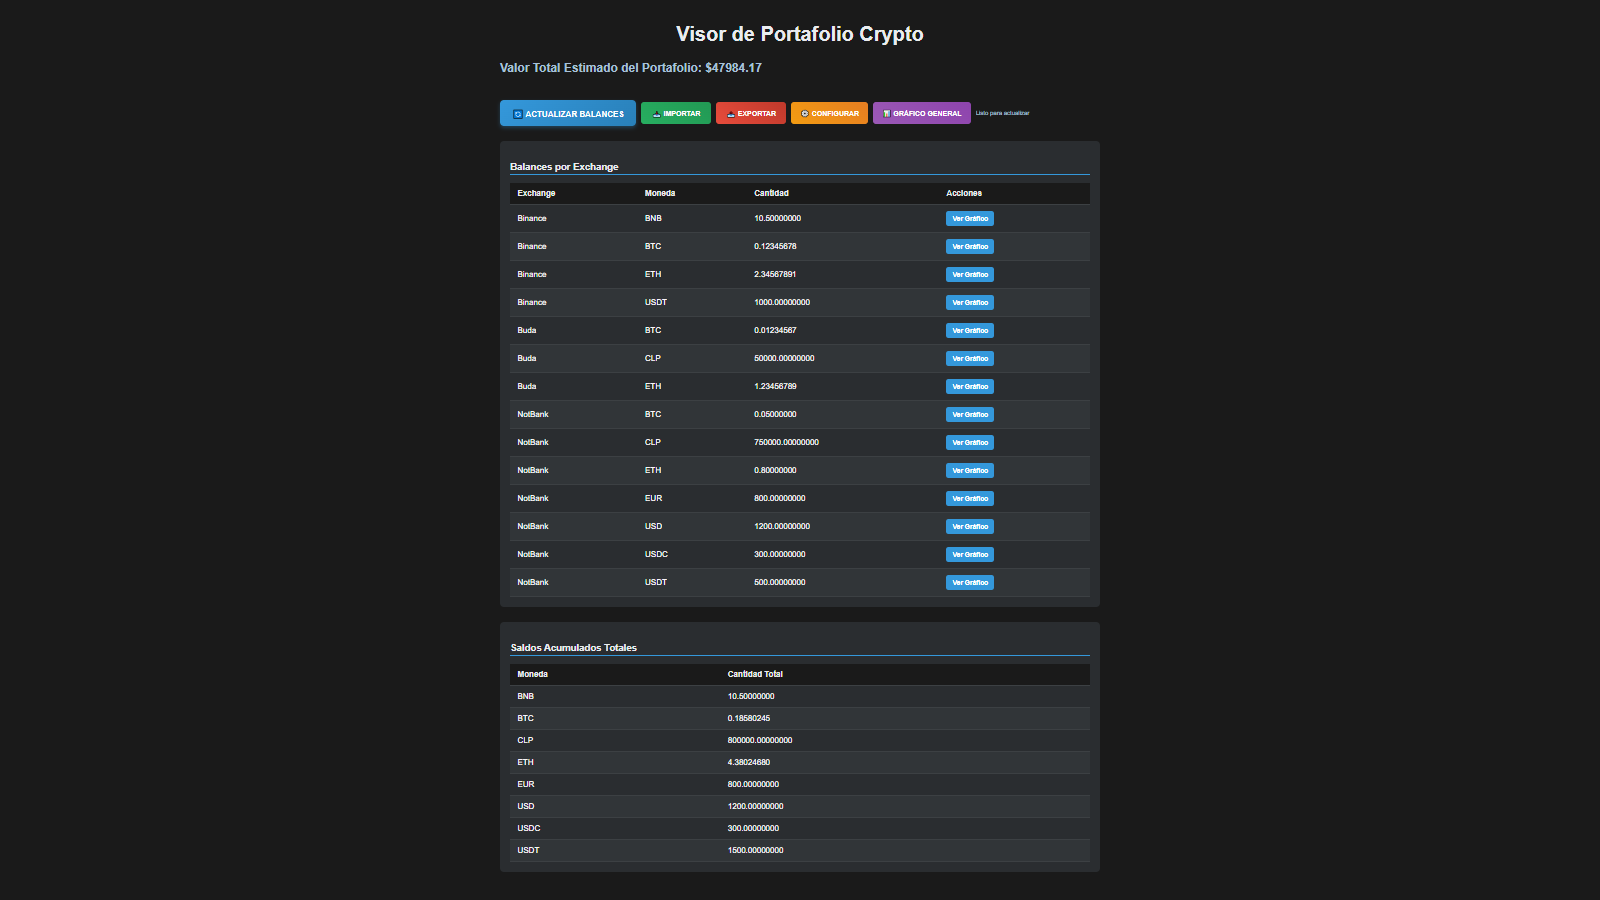 Visor de Portafolio Crypto
Valor Total Estimado del Portafolio: $47984.17
ACTUALIZAR BALANCES IMPORTAR EXPORTAR CONFIGURAR GRÁFICO GENERAL Listo para actualizar
Balances por Exchange
Exchange Moneda Cantidad Acciones
Binance BNB 10.50000000 Ver Gráfico
Binance BTC 0.12345678 Ver Gráfico
Binance ETH 2.34567891 Ver Gráfico
Binance USDT 1000.00000000 Ver Gráfico
Buda BTC 0.01234567 Ver Gráfico
Buda CLP 50000.00000000 Ver Gráfico
Buda ETH 1.23456789 Ver Gráfico
NotBank BTC 0.05000000 Ver Gráfico
NotBank CLP 750000.00000000 Ver Gráfico
NotBank ETH 0.80000000 Ver Gráfico
NotBank EUR 800.00000000 Ver Gráfico
NotBank USD 1200.00000000 Ver Gráfico
NotBank USDC 300.00000000 Ver Gráfico
NotBank USDT 500.00000000 Ver Gráfico
Saldos Acumulados Totales
Moneda Cantidad Total
BNB 10.50000000
BTC 0.18580245
CLP 800000.00000000
ETH 4.38024680
EUR 800.00000000
USD 1200.00000000
USDC 300.00000000
USDT 1500.00000000